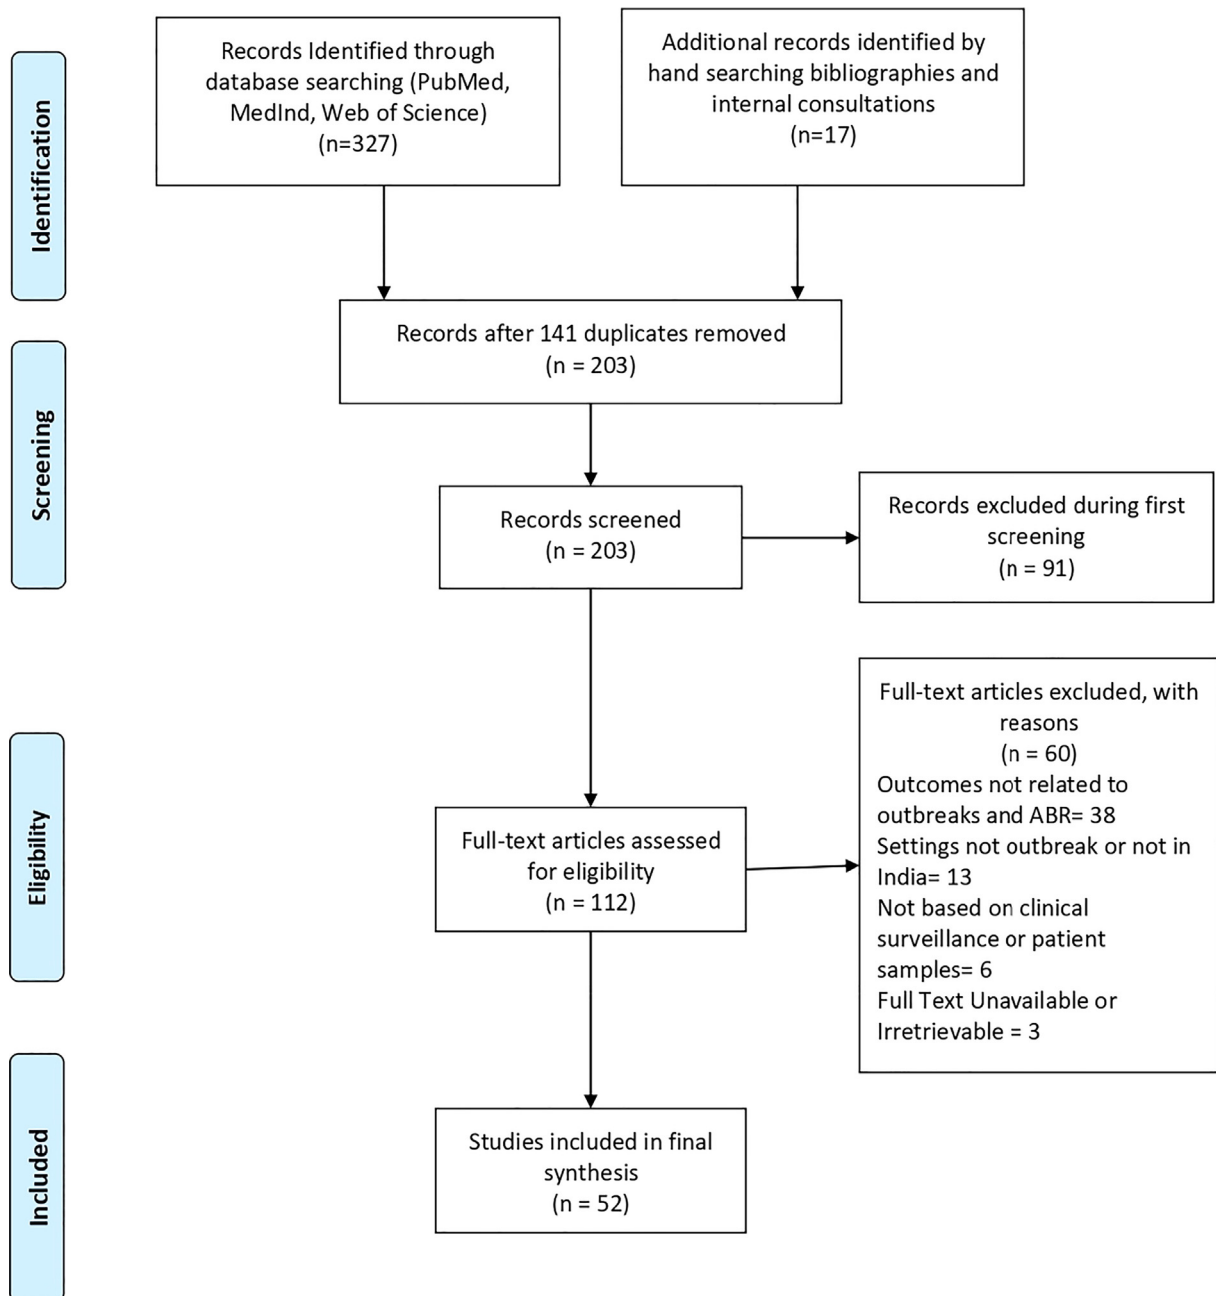 Identification
Records Identified through
database searching (PubMed,
MedInd, Web of Science)
(n=327)
Additional records identified by
hand searching bibliographies and
internal consultations
(n=17)
Records after 141 duplicates removed
(n = 203)
Screening
Records screened
(n = 203)
Records excluded during first
screening
(n = 91)
Eligibility
Full-text articles assessed
for eligibility
(n = 112)
Full-text articles excluded, with
reasons
(n = 60)
Outcomes not related to
outbreaks and ABR= 38
Settings not outbreak or not in
India= 13
Not based on clinical
surveillance or patient
samples= 6
Full Text Unavailable or
Irretrievable = 3
Included
Studies included in final
synthesis
(n = 52)